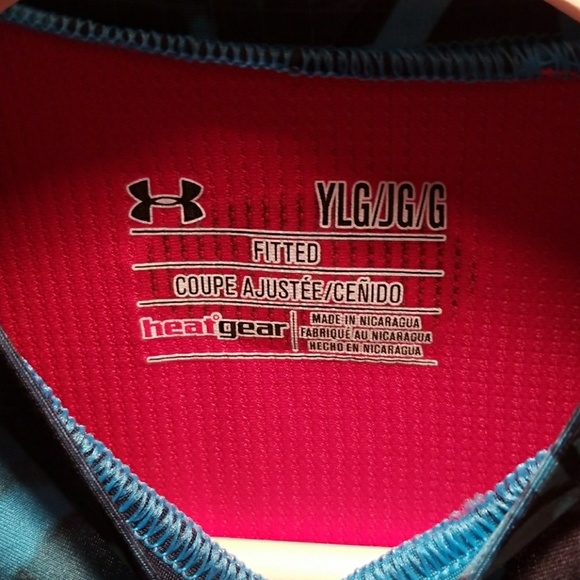 YLG/JG/G
FITTED
COUPE AJUSTÉE/CEÑIDO
heatgear
MADE IN NICARAGUA
FABRIQUÉ AU NICARAGUA
HECHO EN NICARAGUA